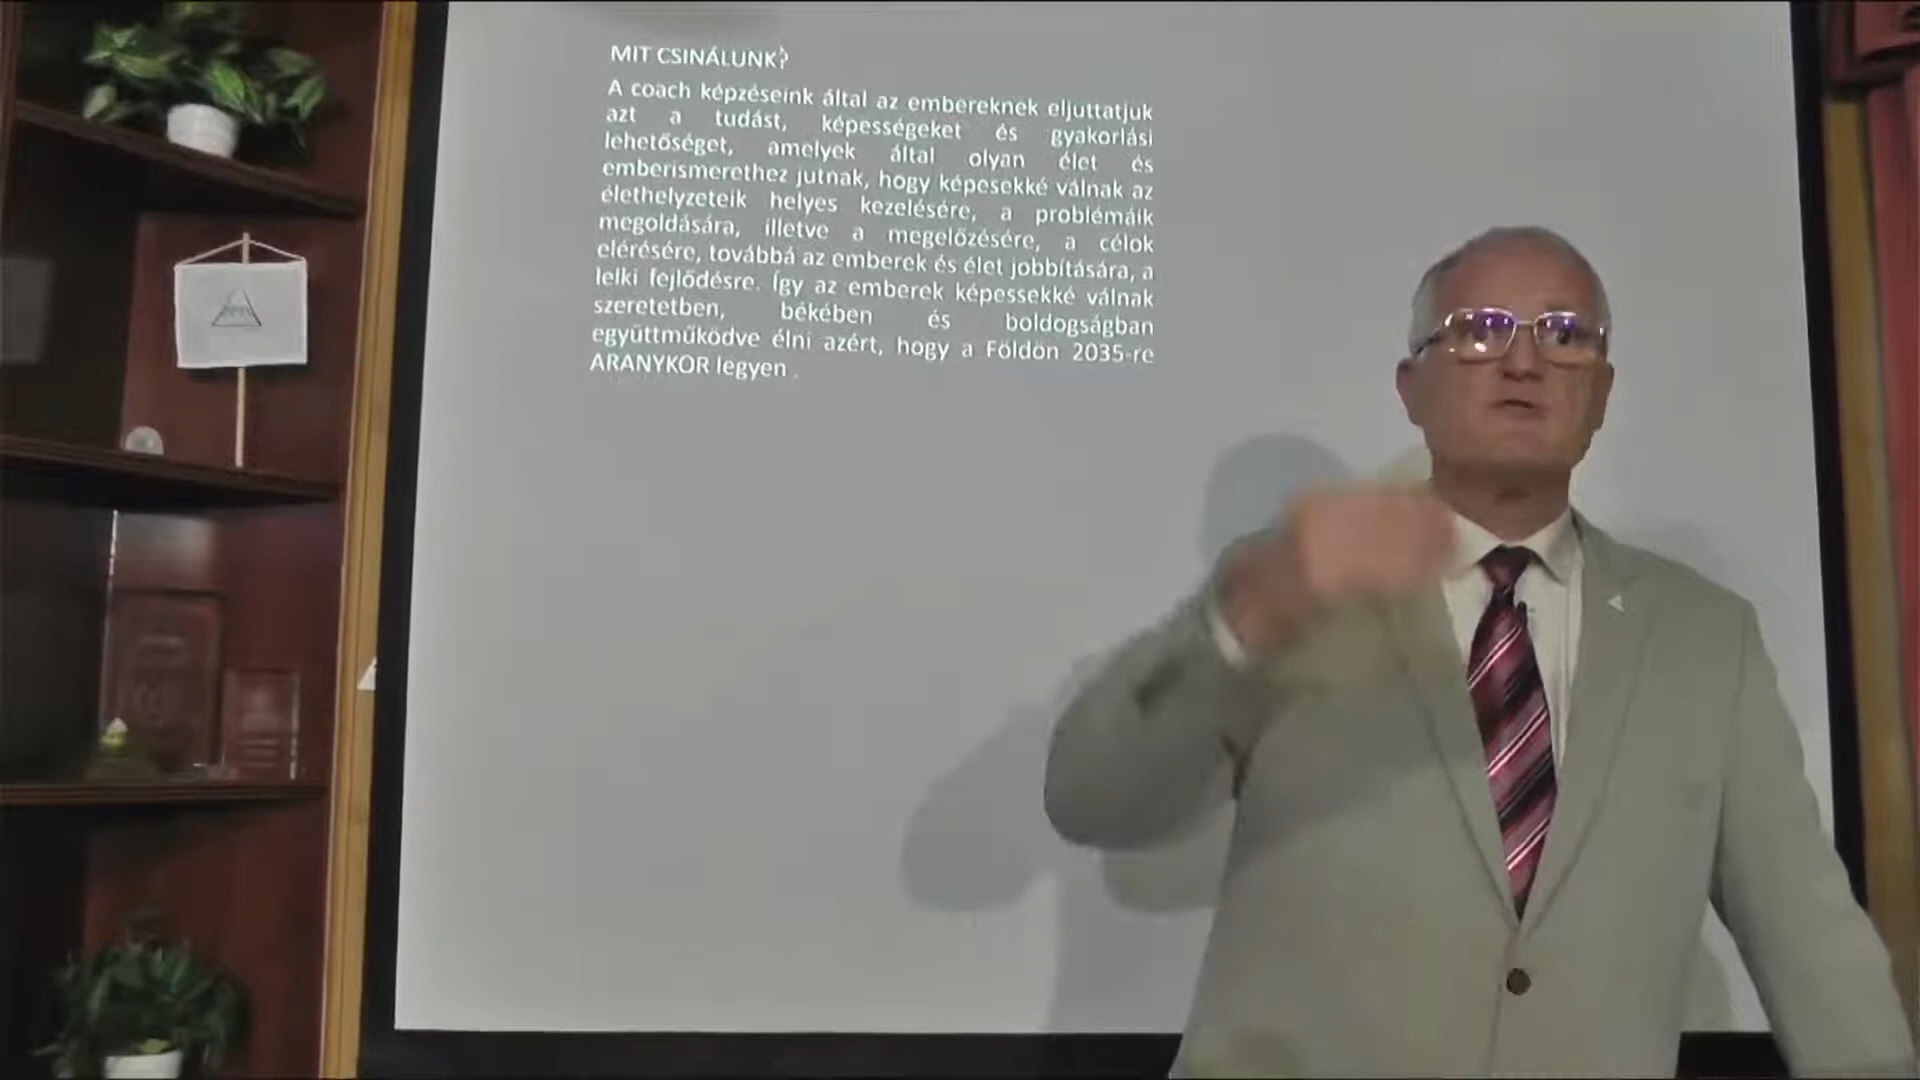 MIT CSINÁLUNK?
A coach képzéseink által az embereknek eljuttatjuk
azt a tudást, képességeket és gyakorlási
lehetőséget, amelyek által olyan élet és
emberismerethez jutnak, hogy képesekké válnak az
élethelyzeteik helyes kezelésére, a problémáik
megoldására, illetve a megelőzésére, a célok
elérésére, továbbá az emberek és élet jobbítására, a
lelki fejlődésre. Így az emberek képessekké válnak
szeretetben, békében és boldogságban
együttműködve élni azért, hogy a Földön 2035-re
ARANYKOR legyen .